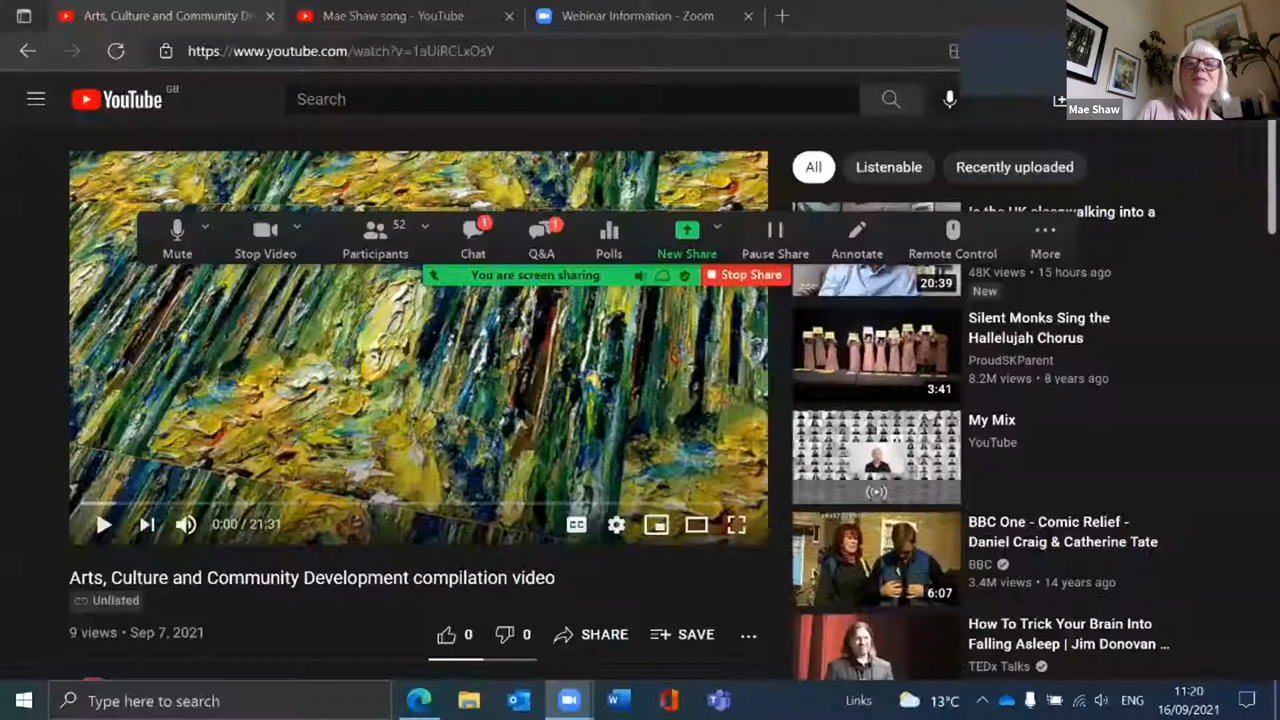 Arts, Culture and Community De
Mae Shaw song - YouTube
Webinar Information - Zoom
https://www.youtube.com/watch?v=1aUiRCLxOsY
Mae Shaw
YouTube GB
Search
All
Listenable
Recently uploaded
Is the UK sleepwalking into a
48K views • 15 hours ago
New
20:39
Mute
Stop Video
Participants
52
Chat
1
Q&A
1
Polls
New Share
Pause Share
Annotate
Remote Control
More
You are screen sharing
Stop Share
Silent Monks Sing the
Hallelujah Chorus
ProudSKParent
8.2M views • 8 years ago
3:41
My Mix
YouTube
BBC One - Comic Relief -
Daniel Craig & Catherine Tate
BBC
3.4M views • 14 years ago
6:07
How To Trick Your Brain Into
Falling Asleep | Jim Donovan ...
TEDx Talks
0:00 / 21:31
CC
Arts, Culture and Community Development compilation video
Unlisted
9 views • Sep 7, 2021
0
0
SHARE
SAVE
Type here to search
Links
13°C
ENG
11:20
16/09/2021